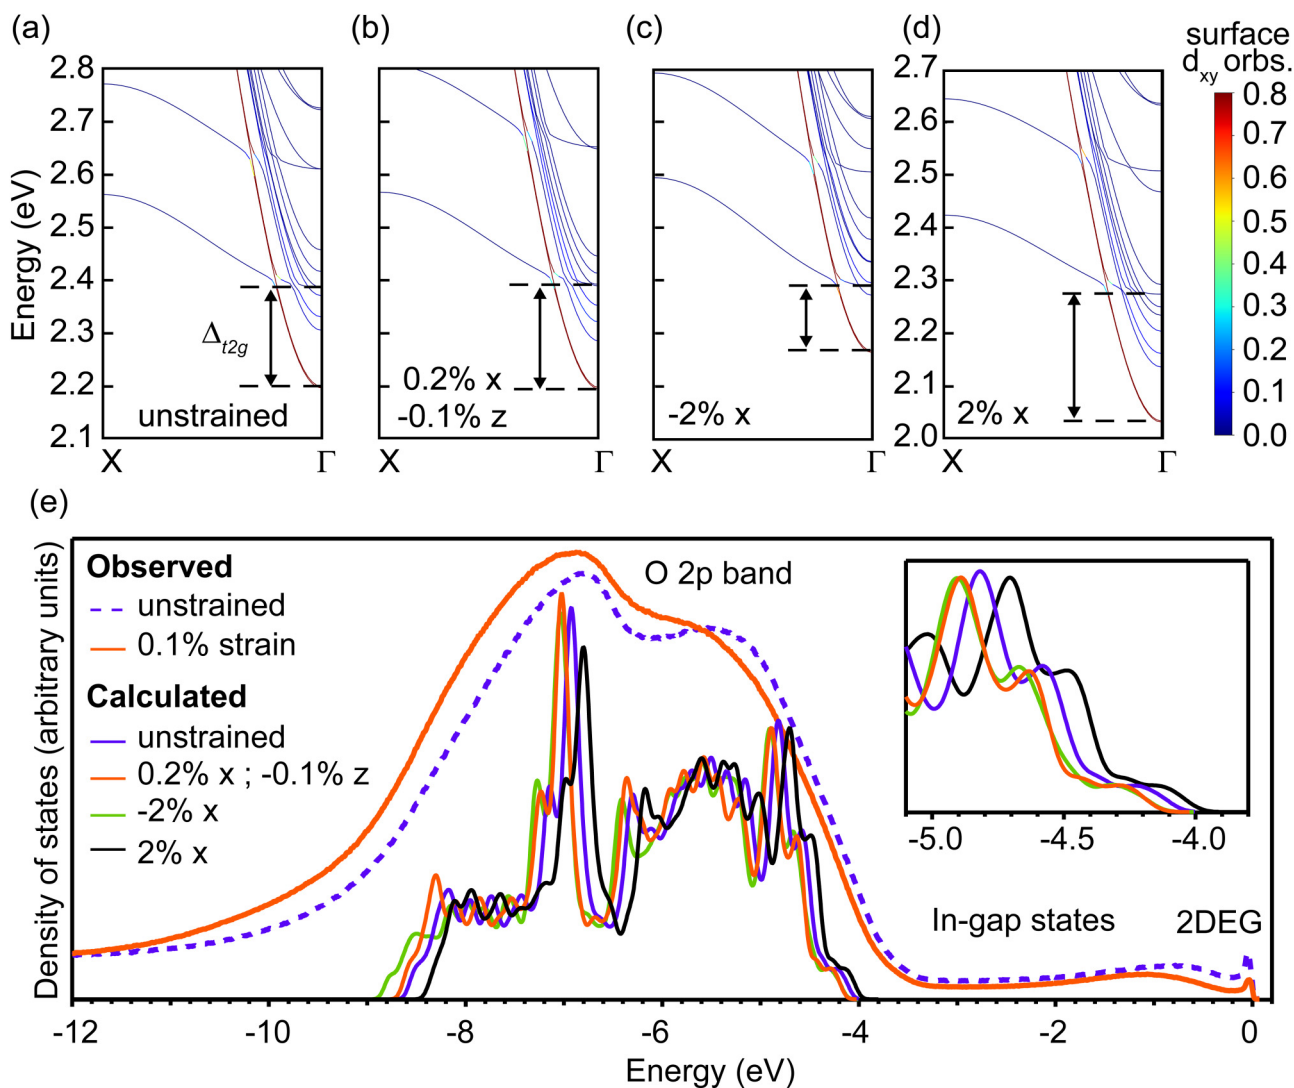 (a)
(b)
(c)
(d)
surface
d_xy orbs.
Energy (eV)
2.8
2.7
2.6
2.5
2.4
2.3
2.2
2.1
Δ_t2g
unstrained
X
Γ
0.2% x
-0.1% z
X
Γ
-2% x
X
Γ
2.7
2.6
2.5
2.4
2.3
2.2
2.1
2.0
2% x
X
Γ
0.8
0.7
0.6
0.5
0.4
0.3
0.2
0.1
0.0
(e)
Density of states (arbitrary units)
Observed
unstrained
0.1% strain
Calculated
unstrained
0.2% x ; -0.1% z
-2% x
2% x
O 2p band
-5.0
-4.5
-4.0
In-gap states
2DEG
-12
-10
-8
-6
-4
-2
0
Energy (eV)